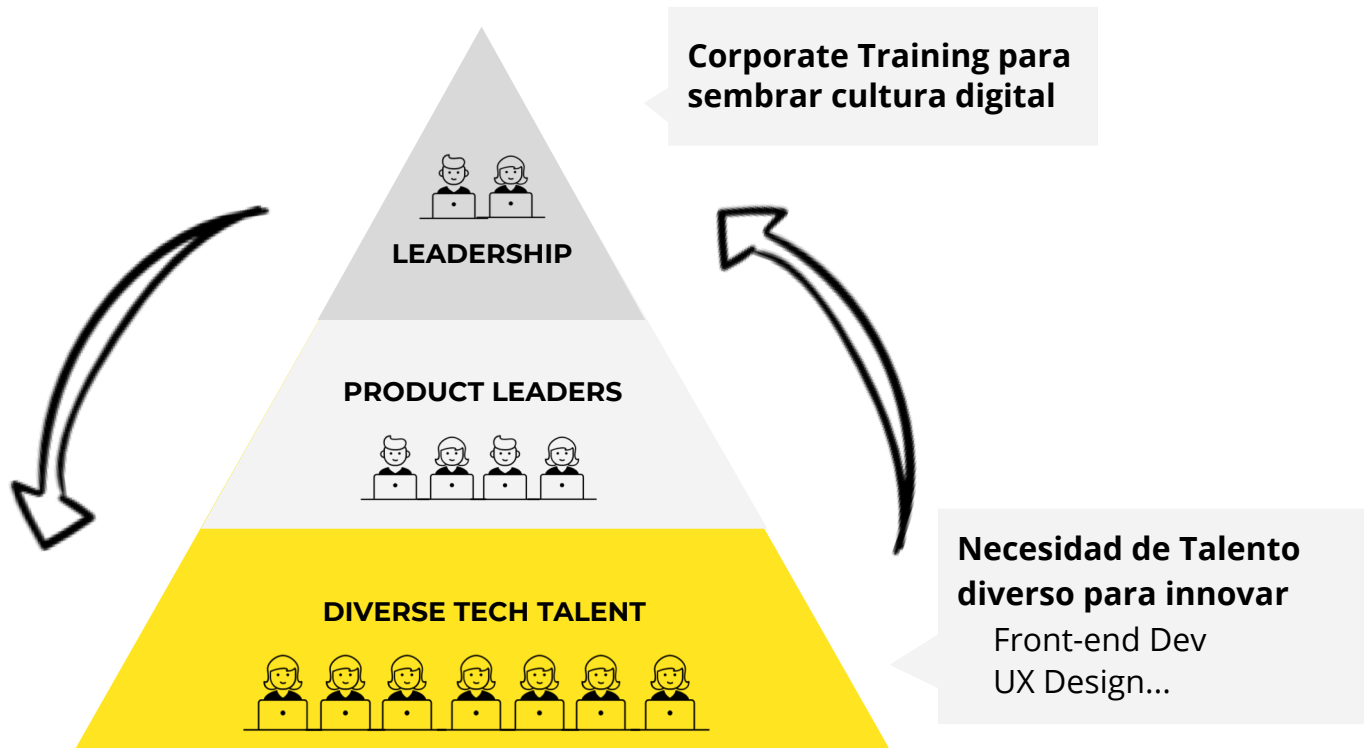 Corporate Training para
sembrar cultura digital
LEADERSHIP
PRODUCT LEADERS
Necesidad de Talento
diverso para innovar
Front-end Dev
UX Design...
DIVERSE TECH TALENT